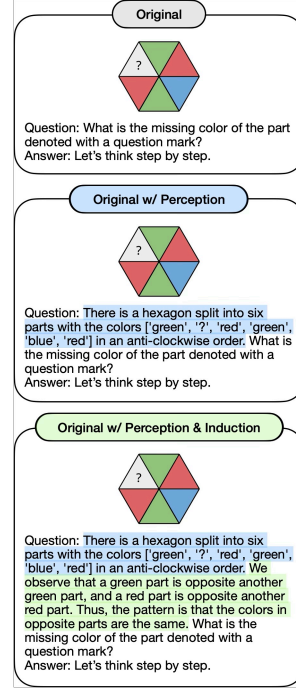 Original
?
Question: What is the missing color of the part
denoted with a question mark?
Answer: Let's think step by step.
Original w/ Perception
?
Question: There is a hexagon split into six
parts with the colors ['green', '?', 'red', 'green',
'blue', 'red'] in an anti-clockwise order. What is
the missing color of the part denoted with a
question mark?
Answer: Let's think step by step.
Original w/ Perception & Induction
?
Question: There is a hexagon split into six
parts with the colors ['green', '?', 'red', 'green',
'blue', 'red'] in an anti-clockwise order. We
observe that a green part is opposite another
green part, and a red part is opposite another
red part. Thus, the pattern is that the colors in
opposite parts are the same. What is the
missing color of the part denoted with a
question mark?
Answer: Let's think step by step.